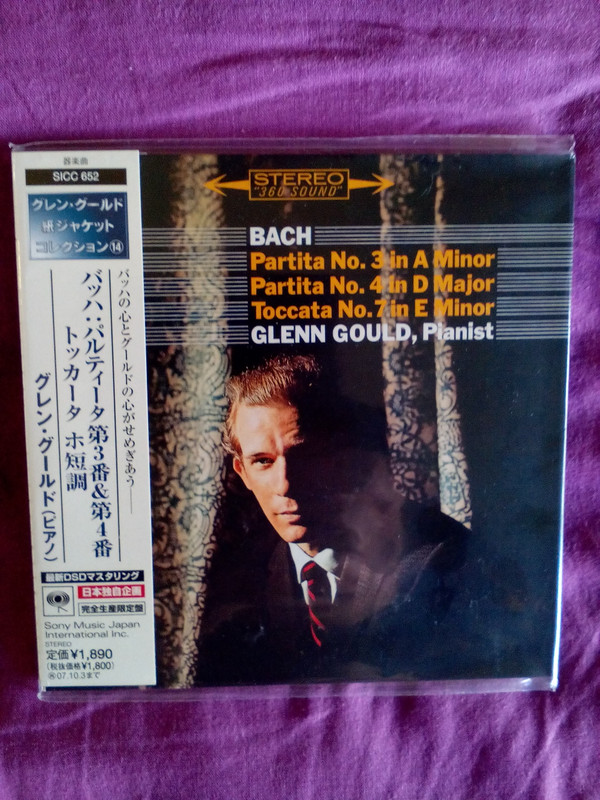 器楽曲
SICC 652
グレン・グールド
紙ジャケット
コレクション⑭
バッハの心とグールドの心がせめぎあう――
バッハ：パルティータ第3番&第4番
トッカータ ホ短調
グレン・グールド(ピアノ)
最新DSDマスタリング
日本独自企画
完全生産限定盤
Sony Music Japan
International Inc.
STEREO
定価¥1,890
(税抜価格¥1,800)
07.10.3まで
STEREO
"360 SOUND"
BACH
Partita No. 3 in A Minor
Partita No. 4 in D Major
Toccata No. 7 in E Minor
GLENN GOULD, Pianist